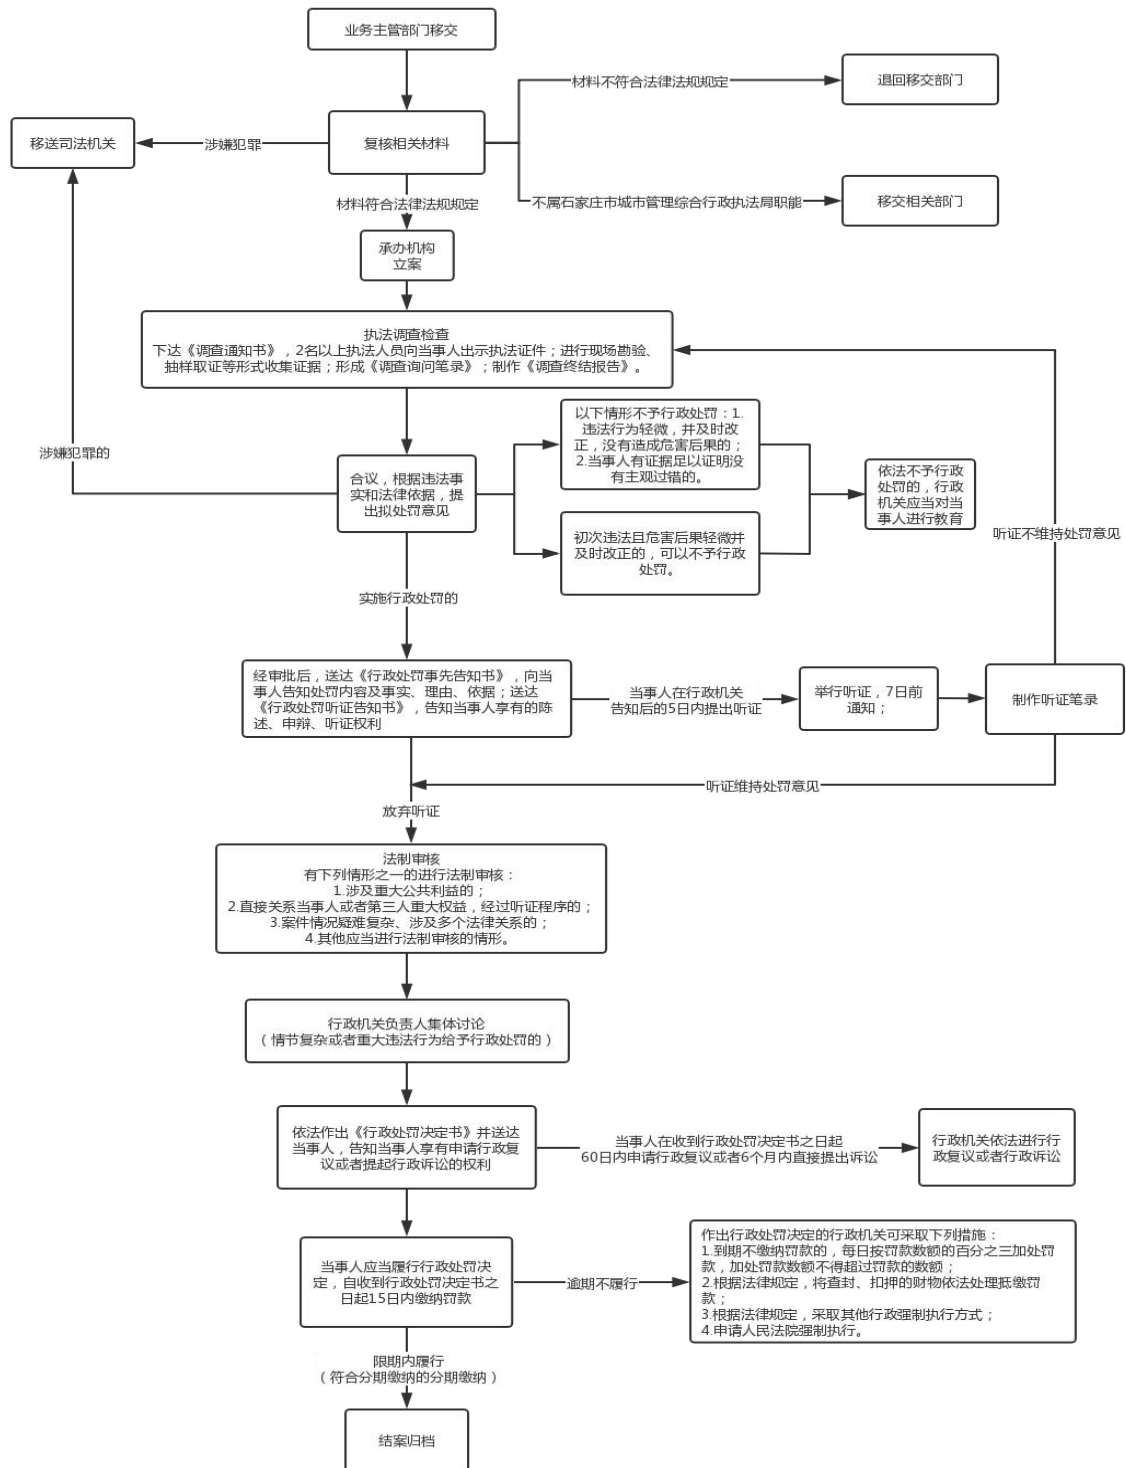 业务主管部门移交
材料不符合法律法规规定
退回移交部门
移送司法机关
涉嫌犯罪
复核相关材料
不属石家庄市城市管理综合行政执法局职能
移交相关部门
材料符合法律法规规定
承办机构
立案
执法调查检查
下达《调查通知书》，2名以上执法人员向当事人出示执法证件；进行现场勘验、
抽样取证等形式收集证据；形成《调查询问笔录》；制作《调查终结报告》。
涉嫌犯罪的
合议，根据违法事
实和法律依据，提
出拟处罚意见
以下情形不予行政处罚：1.
违法行为轻微，并及时改
正，没有造成危害后果的；
2.当事人有证据足以证明没
有主观过错的。
初次违法且危害后果轻微并
及时改正的，可以不予行政
处罚。
依法不予行政
处罚的，行政
机关应当对当
事人进行教育
听证不维持处罚意见
实施行政处罚的
经审批后，送达《行政处罚事先告知书》，向当
事人告知处罚内容及事实、理由、依据；送达
《行政处罚听证告知书》，告知当事人享有的陈
述、申辩、听证权利
当事人在行政机关
告知后的5日内提出听证
举行听证，7日前
通知；
制作听证笔录
听证维持处罚意见
放弃听证
法制审核
有下列情形之一的进行法制审核：
1.涉及重大公共利益的；
2.直接关系当事人或者第三人重大权益，经过听证程序的；
3.案件情况疑难复杂、涉及多个法律关系的；
4.其他应当进行法制审核的情形。
行政机关负责人集体讨论
（情节复杂或者重大违法行为给予行政处罚的）
依法作出《行政处罚决定书》并送达
当事人，告知当事人享有申请行政复
议或者提起行政诉讼的权利
当事人在收到行政处罚决定书之日起
60日内申请行政复议或者6个月内直接提出诉讼
行政机关依法进行行
政复议或者行政诉讼
当事人应当履行行政处罚决
定，自收到行政处罚决定书之
日起15日内缴纳罚款
逾期不履行
作出行政处罚决定的行政机关可采取下列措施：
1.到期不缴纳罚款的，每日按罚款数额的百分之三加处罚
款，加处罚款数额不得超过罚款的数额；
2.根据法律规定，将查封、扣押的财物依法处理抵缴罚
款；
3.根据法律规定，采取其他行政强制执行方式；
4.申请人民法院强制执行。
限期内履行
（符合分期缴纳的分期缴纳）
结案归档